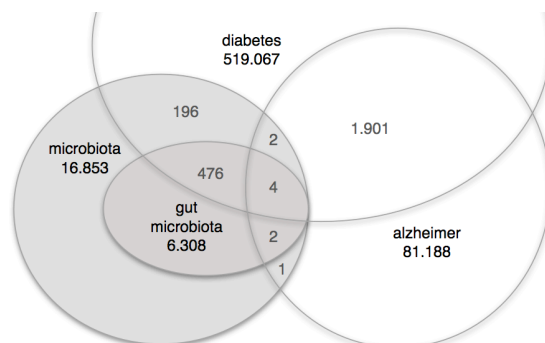 diabetes
519.067
196
2
1.901
microbiota
16.853
476
4
gut
microbiota
6.308
2
alzheimer
81.188
1